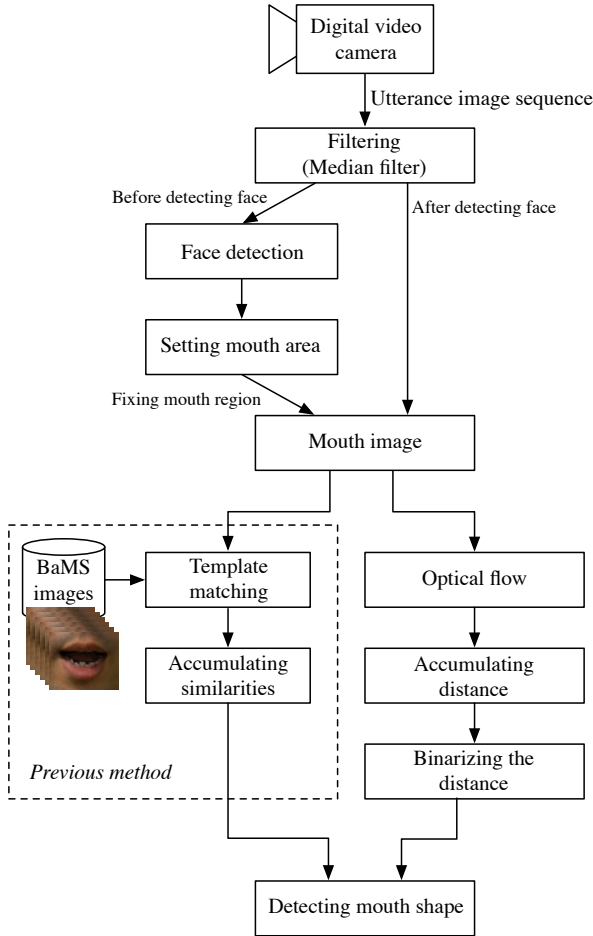 Digital video
camera
Utterance image sequence
Filtering
(Median filter)
Before detecting face
After detecting face
Face detection
Setting mouth area
Fixing mouth region
Mouth image
BaMS
images
Template
matching
Optical flow
Accumulating
similarities
Accumulating
distance
Previous method
Binarizing the
distance
Detecting mouth shape